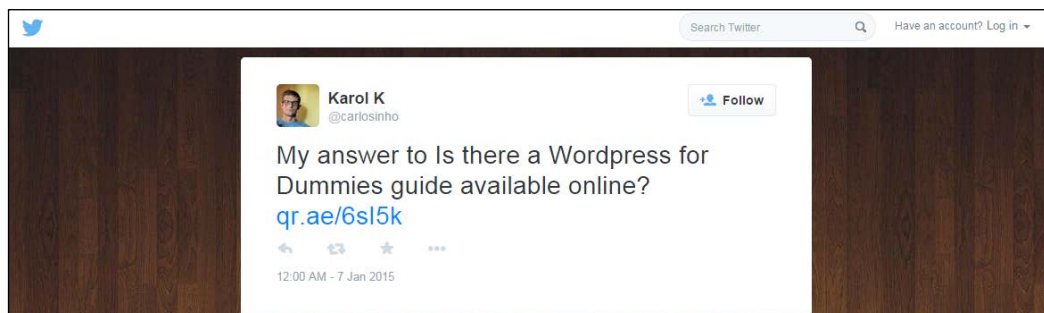 Search Twitter
Have an account? Log in
Karol K
@carlosinho
Follow
My answer to Is there a Wordpress for
Dummies guide available online?
qr.ae/6sI5k
12:00 AM - 7 Jan 2015